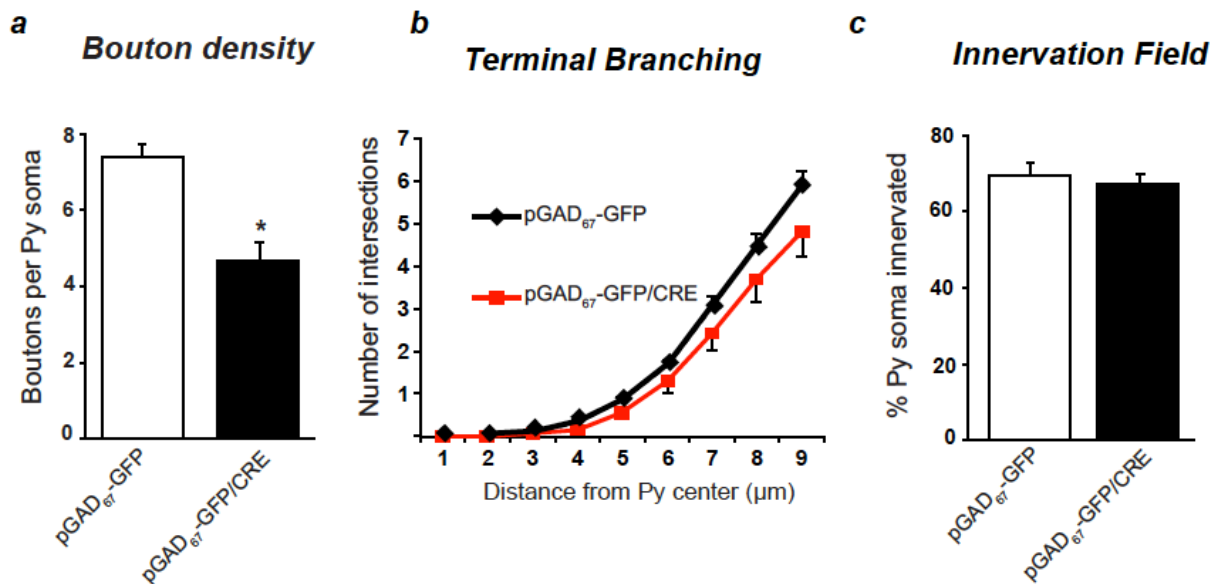 a
Bouton density
Boutons per Py soma
8
6
4
2
0
*
pGAD67-GFP
pGAD67-GFP/CRE
b
Terminal Branching
Number of intersections
7
6
5
4
3
2
1
pGAD67-GFP
pGAD67-GFP/CRE
1 2 3 4 5 6 7 8 9
Distance from Py center (µm)
c
Innervation Field
% Py soma innervated
80
60
40
20
0
pGAD67-GFP
pGAD67-GFP/CRE